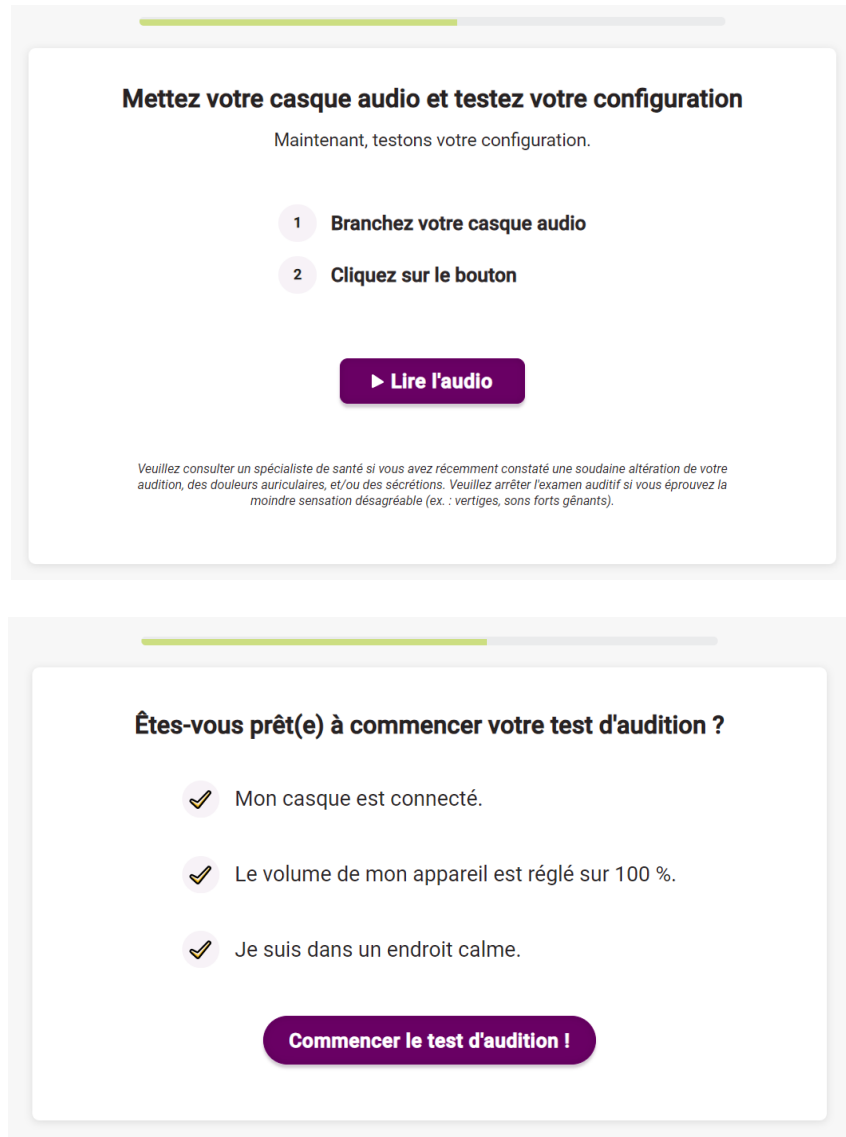 Mettez votre casque audio et testez votre configuration
Maintenant, testons votre configuration.
1 Branchez votre casque audio
2 Cliquez sur le bouton
Lire l'audio
Veuillez consulter un spécialiste de santé si vous avez récemment constaté une soudaine altération de votre
audition, des douleurs auriculaires, et/ou des sécrétions. Veuillez arrêter l'examen auditif si vous éprouvez la
moindre sensation désagréable (ex. : vertiges, sons forts gênants).
Êtes-vous prêt(e) à commencer votre test d'audition ?
Mon casque est connecté.
Le volume de mon appareil est réglé sur 100 %.
Je suis dans un endroit calme.
Commencer le test d'audition !